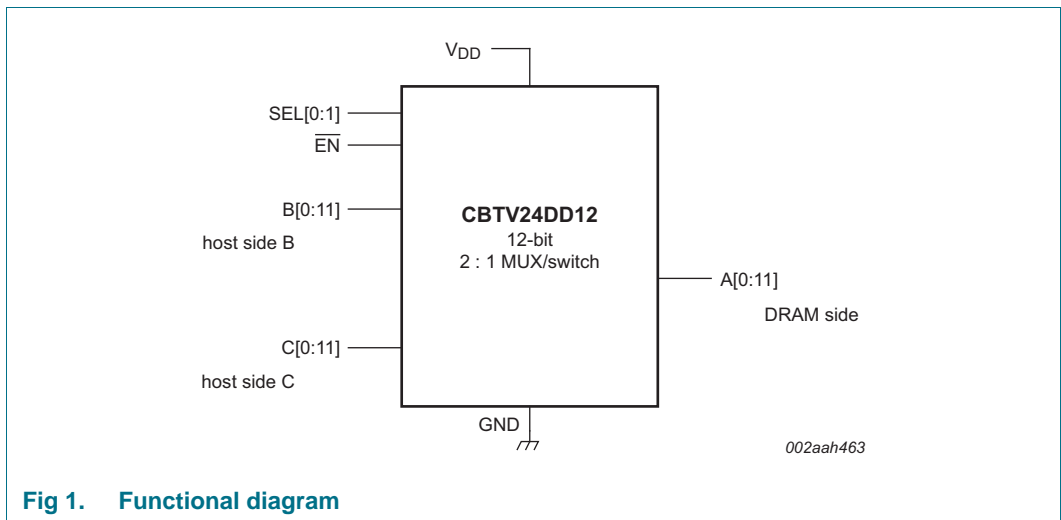 VDD
SEL[0:1]
EN
B[0:11]
host side B
CBTV24DD12
12-bit
2 : 1 MUX/switch
A[0:11]
DRAM side
C[0:11]
host side C
GND
002aah463
Fig 1. Functional diagram